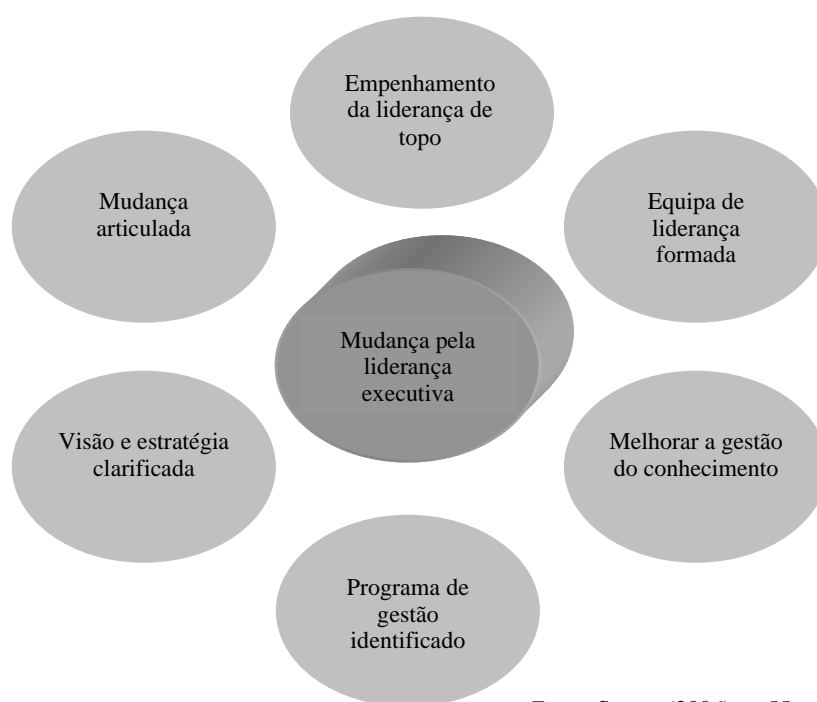 Empenhamento
da liderança de
topo
Mudança
articulada
Equipa de
liderança
formada
Mudança pela
liderança
executiva
Visão e estratégia
clarificada
Melhorar a gestão
do conhecimento
Programa de
gestão
identificado